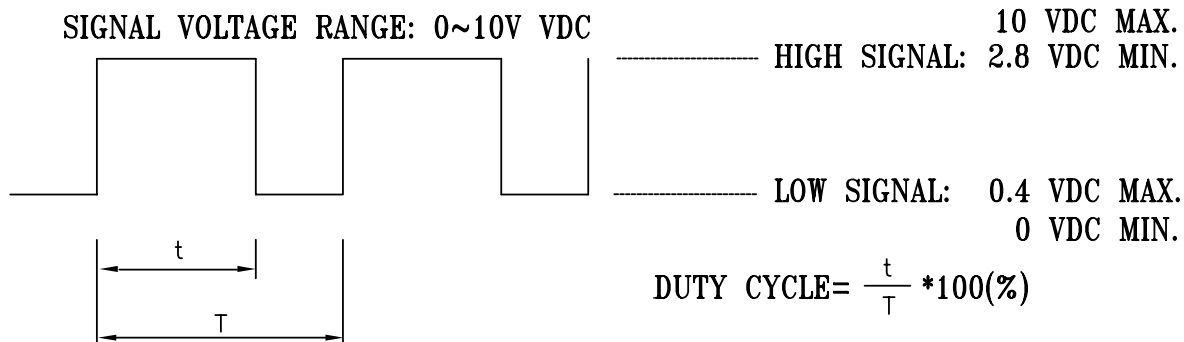 SIGNAL VOLTAGE RANGE: 0~10V VDC
10 VDC MAX.
HIGH SIGNAL: 2.8 VDC MIN.
LOW SIGNAL: 0.4 VDC MAX.
0 VDC MIN.
t
T
DUTY CYCLE= t/T *100(%)